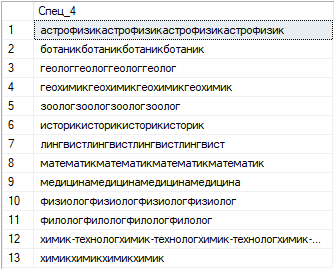 Спец_4
1 астрофизикастрофизикастрофизикастрофизик
2 ботаникботаникботаникботаник
3 геологгеологгеологгеолог
4 геохимикгеохимикгеохимикгеохимик
5 зоологзоологзоологзоолог
6 историкисторикисторикисторик
7 лингвистлингвистлингвистлингвист
8 математикматематикматематикматематик
9 медицинамедицинамедицинамедицина
10 физиологфизиологфизиологфизиолог
11 филологфилологфилологфилолог
12 химик-технологхимик-технологхимик-технологхимик-...
13 химикхимикхимикхимик